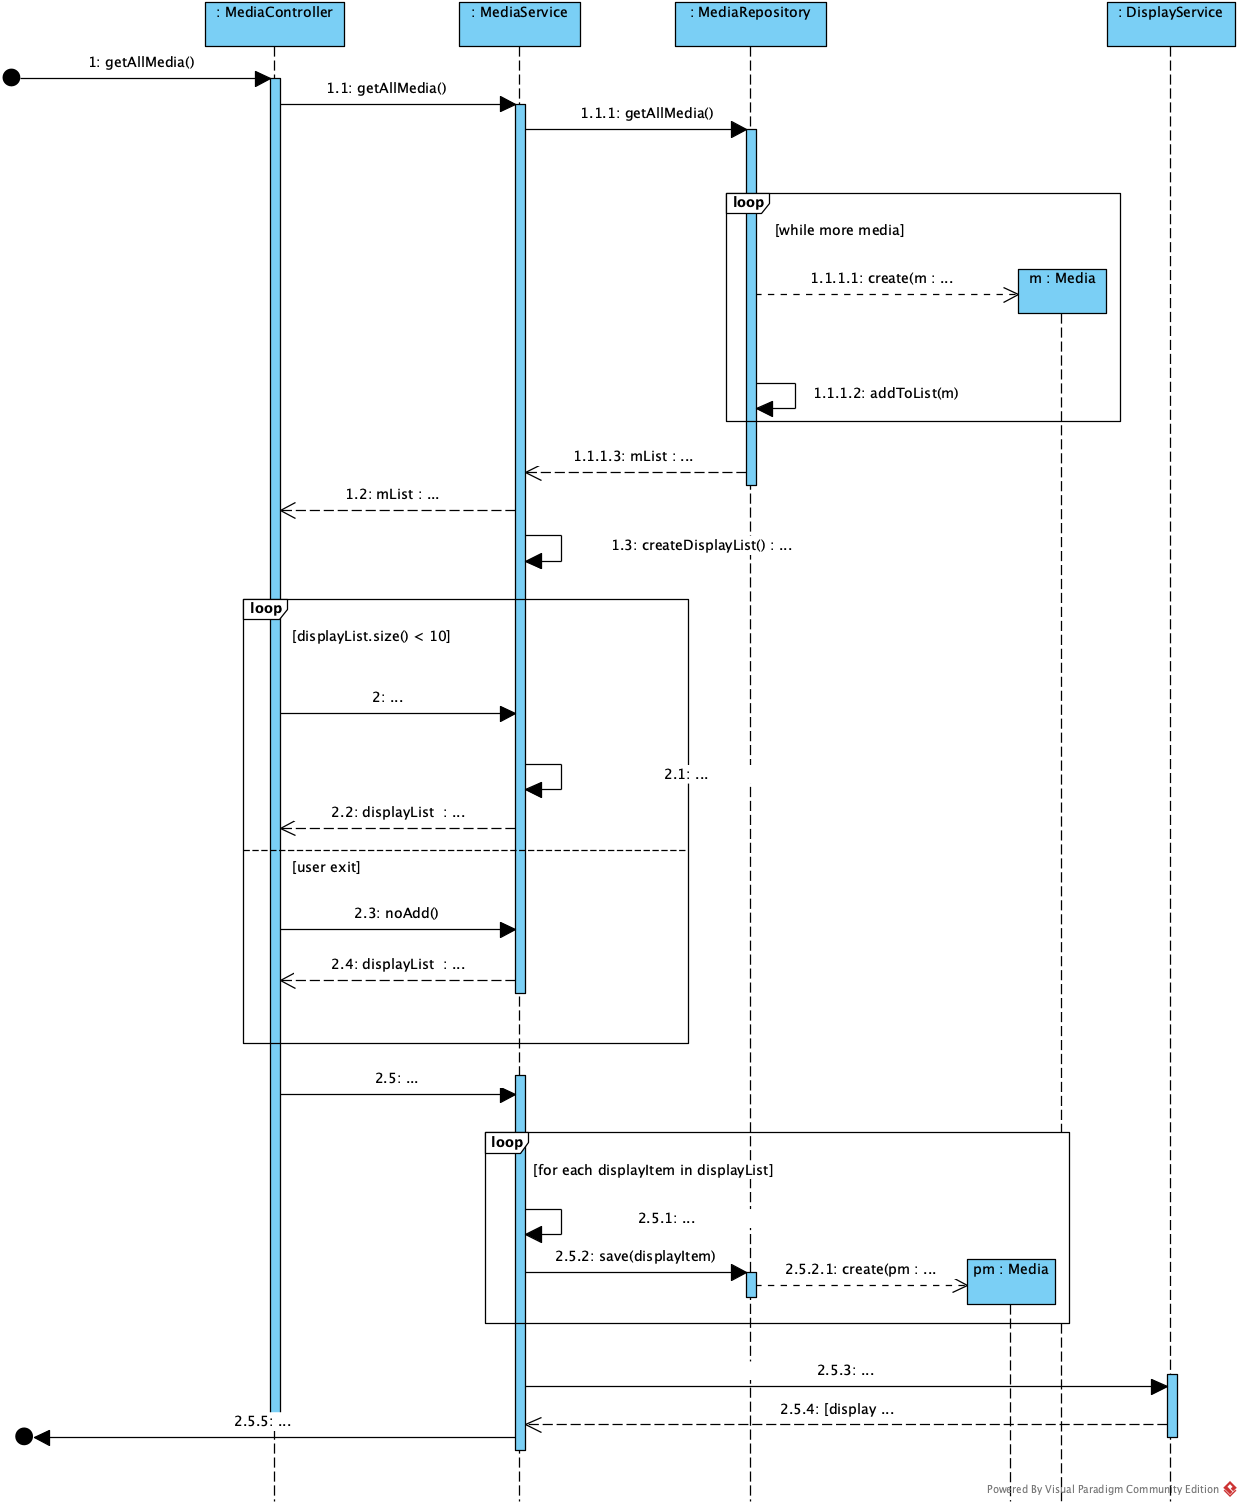 : MediaController
: MediaService
: MediaRepository
: DisplayService
1: getAllMedia()
1.1: getAllMedia()
1.1.1: getAllMedia()
loop
[while more media]
1.1.1.1: create(m : ...
m : Media
1.1.1.2: addToList(m)
1.1.1.3: mList : ...
1.2: mList : ...
1.3: createDisplayList() : ...
loop
[displayList.size() < 10]
2: ...
2.1: ...
2.2: displayList  : ...
[user exit]
2.3: noAdd()
2.4: displayList  : ...
2.5: ...
loop
[for each displayItem in displayList]
2.5.1: ...
2.5.2: save(displayItem)
2.5.2.1: create(pm : ...
pm : Media
2.5.3: ...
2.5.4: [display ...
2.5.5: ...
Powered By Visual Paradigm Community Edition